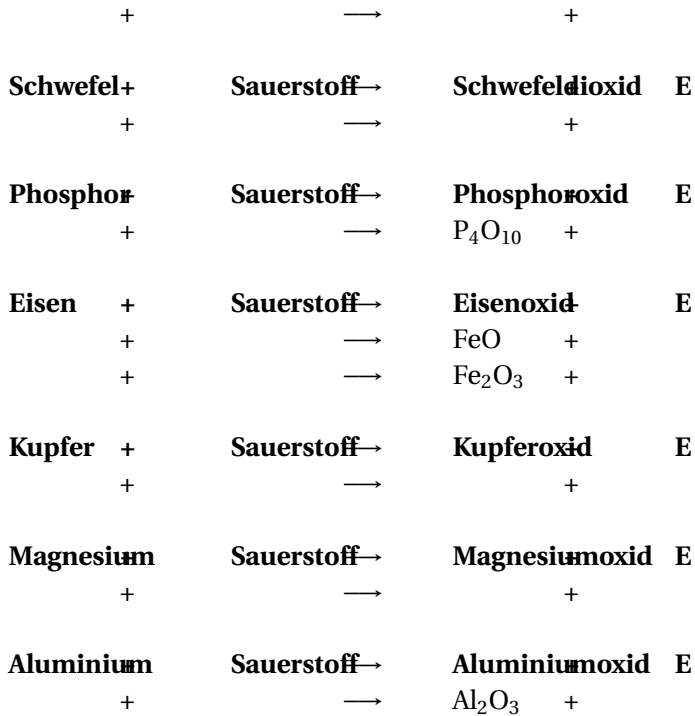 + ⟶ +
Schwefel + Sauerstoff ⟶ Schwefeldioxid + E
+ ⟶ +
Phosphor + Sauerstoff ⟶ Phosphoroxid + E
+ ⟶ P₄O₁₀ +
Eisen + Sauerstoff ⟶ Eisenoxid + E
+ ⟶ FeO +
+ ⟶ Fe₂O₃ +
Kupfer + Sauerstoff ⟶ Kupferoxid + E
+ ⟶ +
Magnesium + Sauerstoff ⟶ Magnesiumoxid + E
+ ⟶ +
Aluminium + Sauerstoff ⟶ Aluminiumoxid + E
+ ⟶ Al₂O₃ +